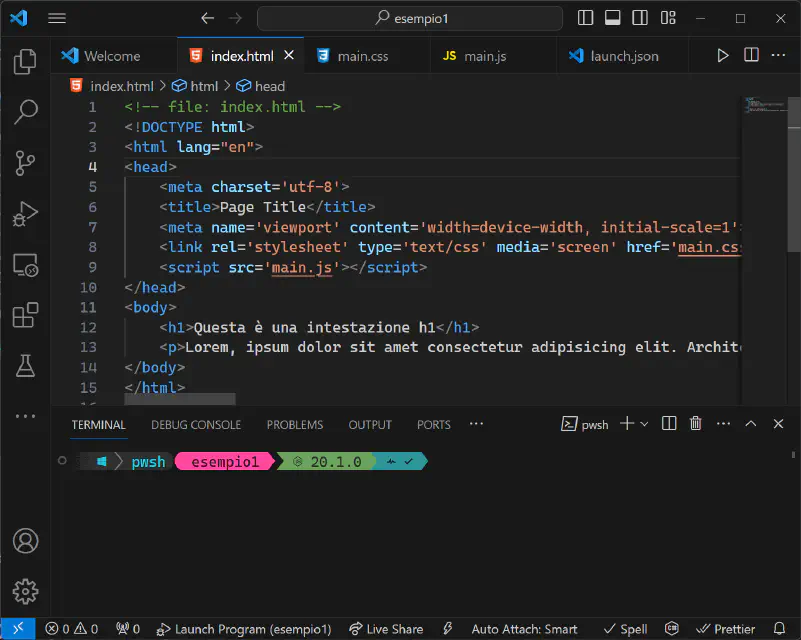 esempio1
Welcome
index.html
main.css
JS main.js
launch.json
index.html > html > head
1 <!-- file: index.html -->
2 <!DOCTYPE html>
3 <html lang="en">
4 <head>
5 <meta charset='utf-8'>
6 <title>Page Title</title>
7 <meta name='viewport' content='width=device-width, initial-scale=1'
8 <link rel='stylesheet' type='text/css' media='screen' href='main.cs
9 <script src='main.js'></script>
10 </head>
11 <body>
12 <h1>Questa è una intestazione h1</h1>
13 <p>Lorem, ipsum dolor sit amet consectetur adipisicing elit. Archit
14 </body>
15 </html>
TERMINAL DEBUG CONSOLE PROBLEMS OUTPUT PORTS
pwsh
pwsh esempio1 20.1.0
0 0 0 Launch Program (esempio1) Live Share Auto Attach: Smart Spell Prettier